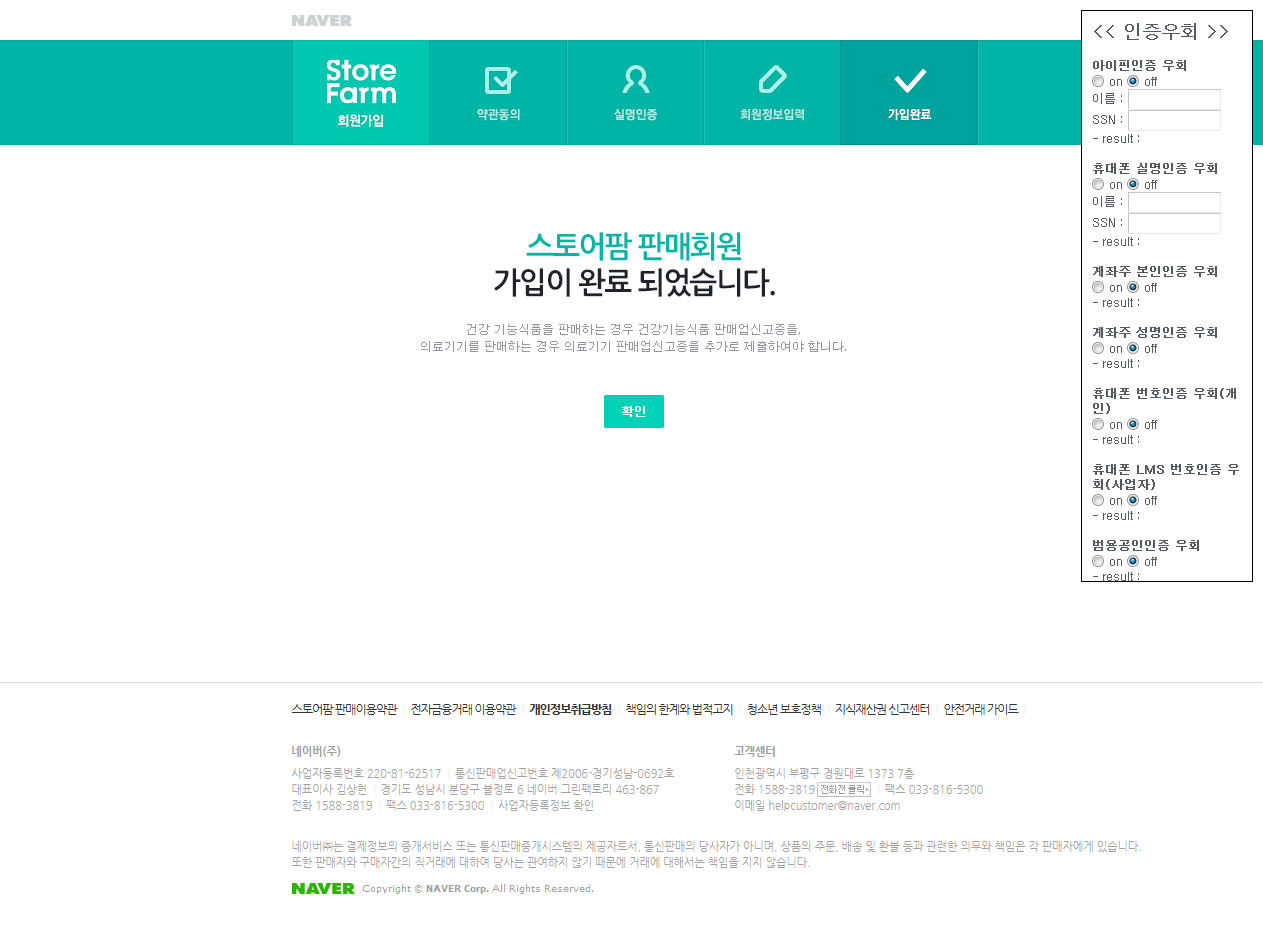 NAVER
Store
Farm
회원가입
약관동의
실명인증
회원정보입력
가입완료
스토어팜 판매회원
가입이 완료 되었습니다.
건강 기능식품을 판매하는 경우 건강기능식품 판매업신고증을,
의료기기를 판매하는 경우 의료기기 판매업신고증을 추가로 제출하여야 합니다.
확인
<< 인증우회 >>
아이핀인증 우회
on off
이름 :
SSN :
- result :
휴대폰 실명인증 우회
on off
이름 :
SSN :
- result :
계좌주 본인인증 우회
on off
- result :
계좌주 성명인증 우회
on off
- result :
휴대폰 번호인증 우회(개
인)
on off
- result :
휴대폰 LMS 번호인증 우
회(사업자)
on off
- result :
범용공인인증 우회
on off
- result :
스토어팜 판매이용약관 전자금융거래 이용약관 개인정보취급방침 책임의 한계와 법적고지 청소년 보호정책 지식재산권 신고센터 안전거래 가이드
네이버(주)
사업자등록번호 220-81-62517 통신판매업신고번호 제2006-경기성남-0692호
대표이사 김상헌 경기도 성남시 분당구 불정로 6 네이버 그린팩토리 463-867
전화 1588-3819 팩스 033-816-5300 사업자등록정보 확인
고객센터
인천광역시 부평구 경원대로 1373 7층
전화 1588-3819 전화전 클릭 팩스 033-816-5300
이메일 helpcustomer@naver.com
네이버㈜는 결제정보의 중개서비스 또는 통신판매중개시스템의 제공자로서, 통신판매의 당사자가 아니며, 상품의 주문, 배송 및 환불 등과 관련한 의무와 책임은 각 판매자에게 있습니다.
또한 판매자와 구매자간의 직거래에 대하여 당사는 관여하지 않기 때문에 거래에 대해서는 책임을 지지 않습니다.
NAVER Copyright © NAVER Corp. All Rights Reserved.